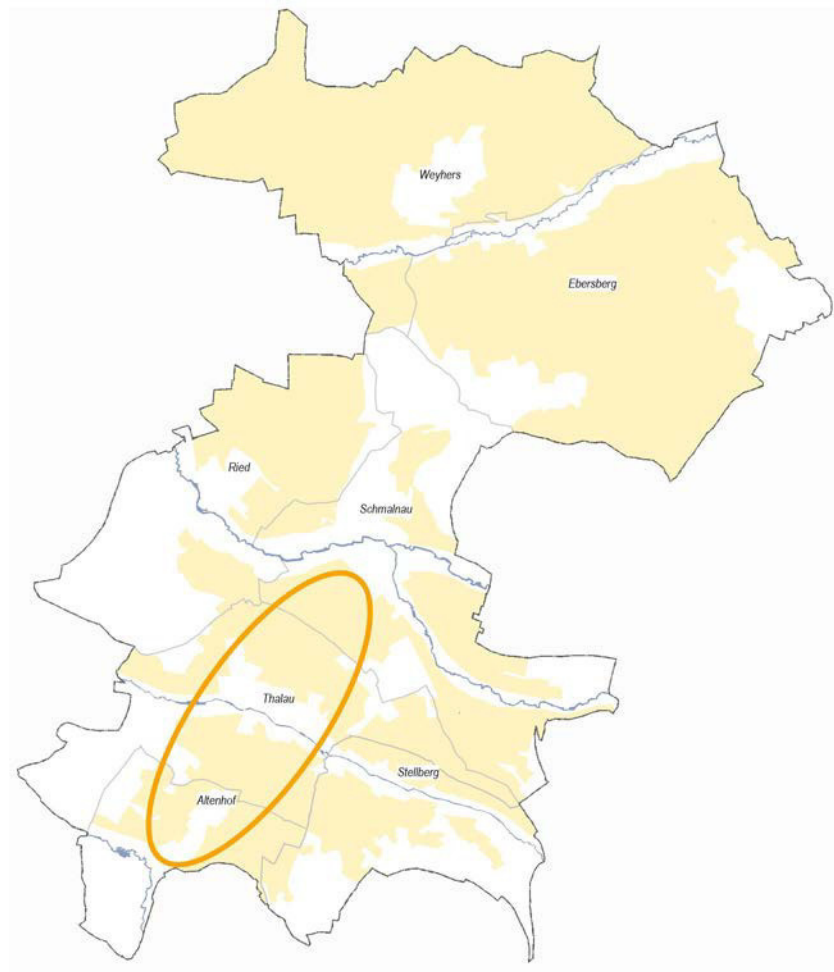 Weyhers
Ebersberg
Ried
Schmalnau
Thalau
Stellberg
Altenhof